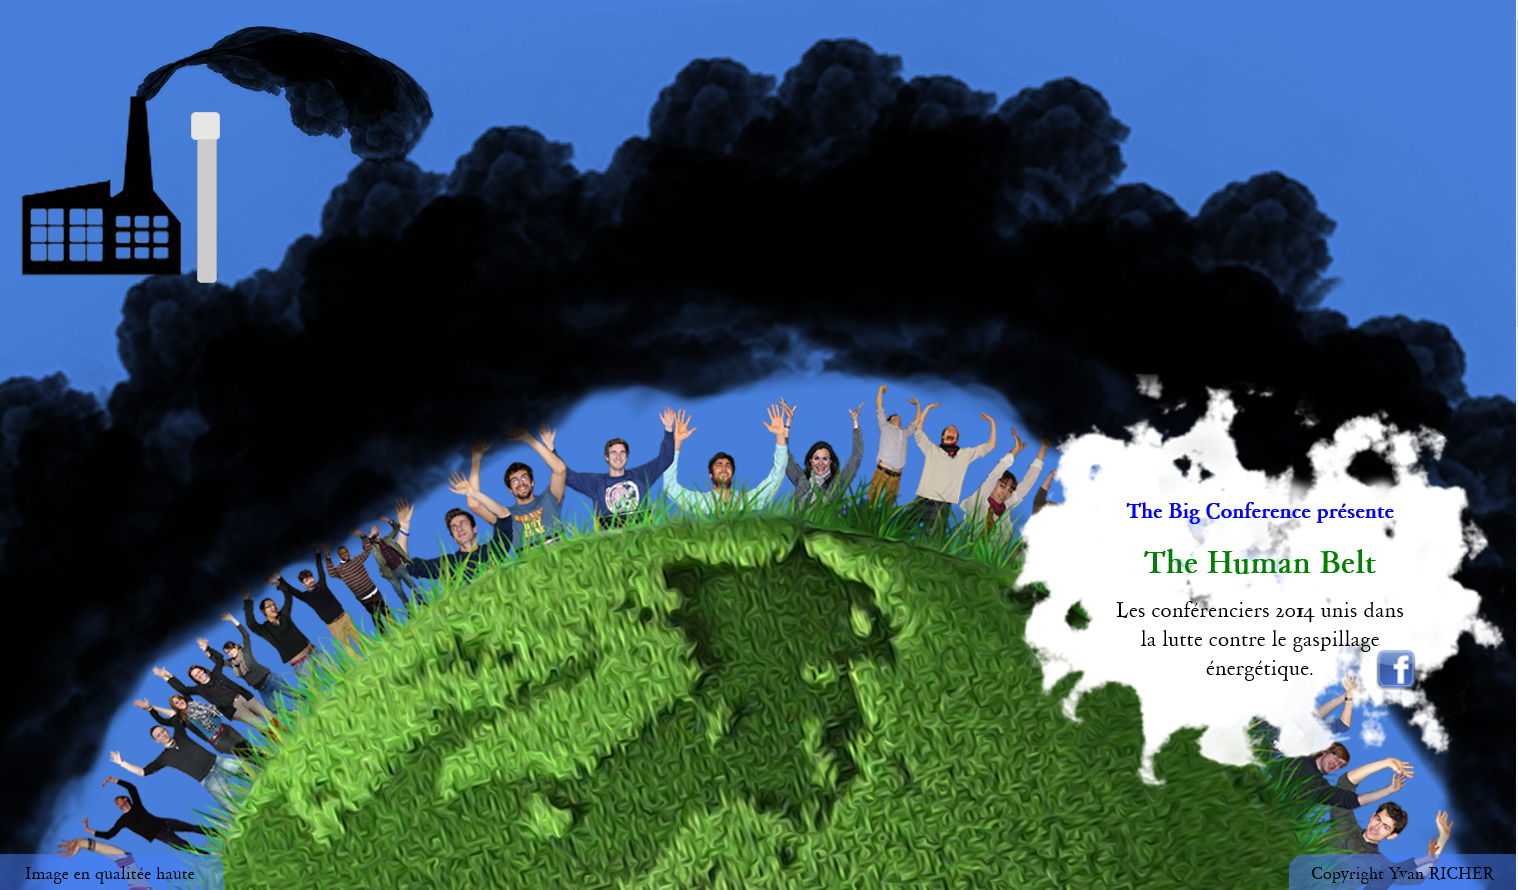 The Big Conference présente
The Human Belt
Les conférenciers 2014 unis dans
la lutte contre le gaspillage
énergétique.
f
Image en qualitée haute
Copyright Yvan RICHER